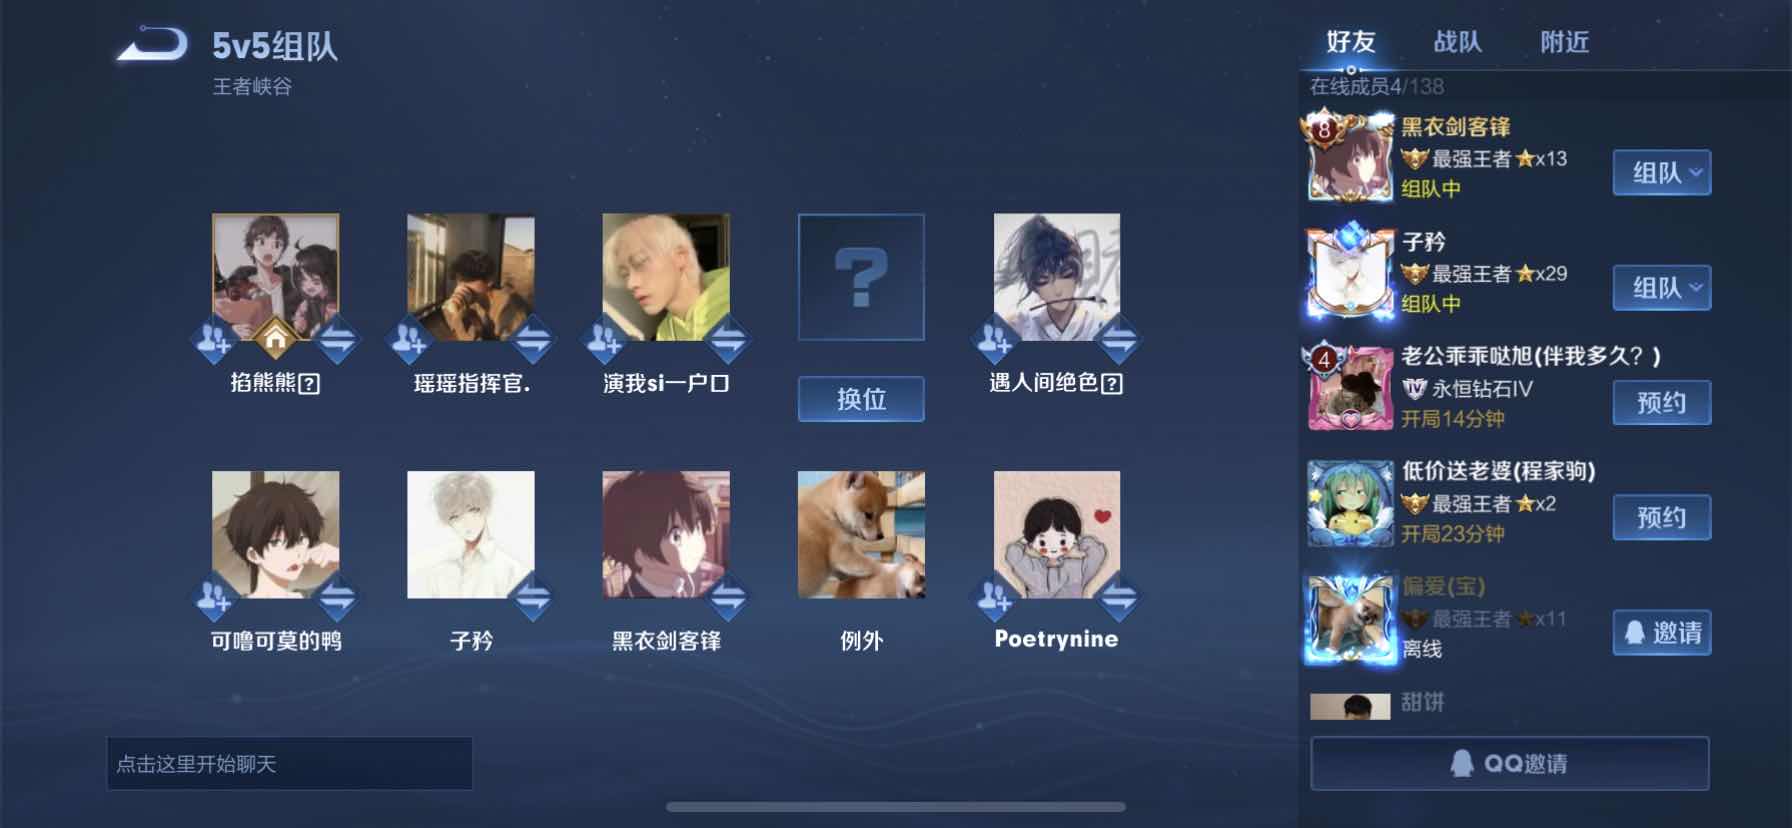 5v5组队
王者峡谷
掐熊熊?
瑶瑶指挥官.
演我si一户口
?
换位
遇人间绝色?
可噜可莫的鸭
子矜
黑衣剑客锋
例外
Poetrynine
点击这里开始聊天
好友 战队 附近
在线成员4/138
8
黑衣剑客锋
最强王者 x13
组队中
组队
子矜
最强王者 x29
组队中
组队
4
老公乖乖哒旭(伴我多久？)
IV 永恒钻石IV
开局14分钟
预约
低价送老婆(程家驹)
最强王者 x2
开局23分钟
预约
偏爱(宝)
最强王者 x11
离线
邀请
甜饼
QQ邀请